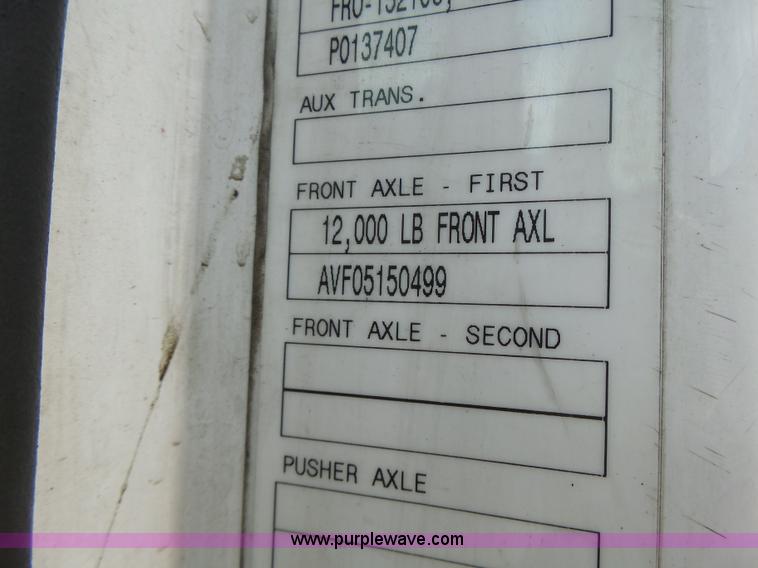 P0137407
AUX TRANS.
FRONT AXLE - FIRST
12,000 LB FRONT AXL
AVF05150499
FRONT AXLE - SECOND
PUSHER AXLE
www.purplewave.com